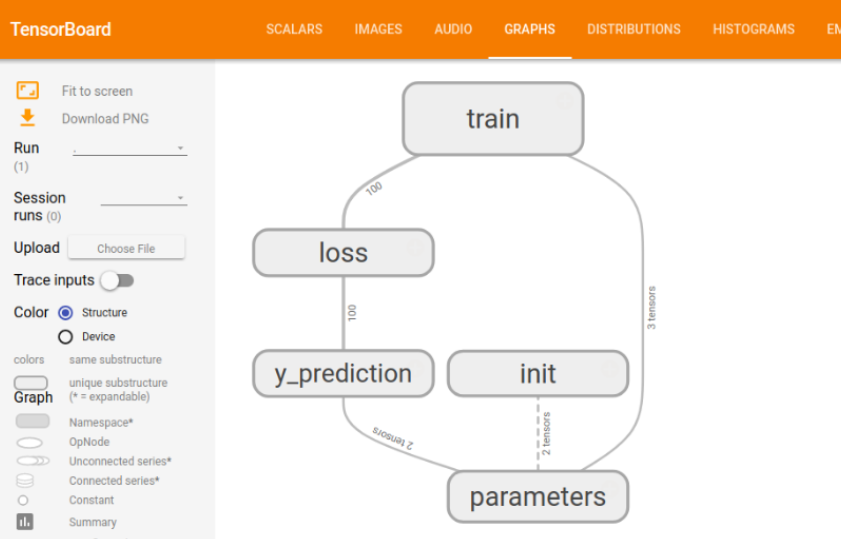 TensorBoard
SCALARS IMAGES AUDIO GRAPHS DISTRIBUTIONS HISTOGRAMS EM
Fit to screen
Download PNG
Run
(1)
.
Session
runs (0)
Upload Choose File
Trace inputs
Color Structure
Device
colors same substructure
unique substructure
Graph (* = expandable)
Namespace*
OpNode
Unconnected series*
Connected series*
Constant
Summary
train
100
loss
3 tensors
100
y_prediction
init
2 tensors
2 tensors
parameters